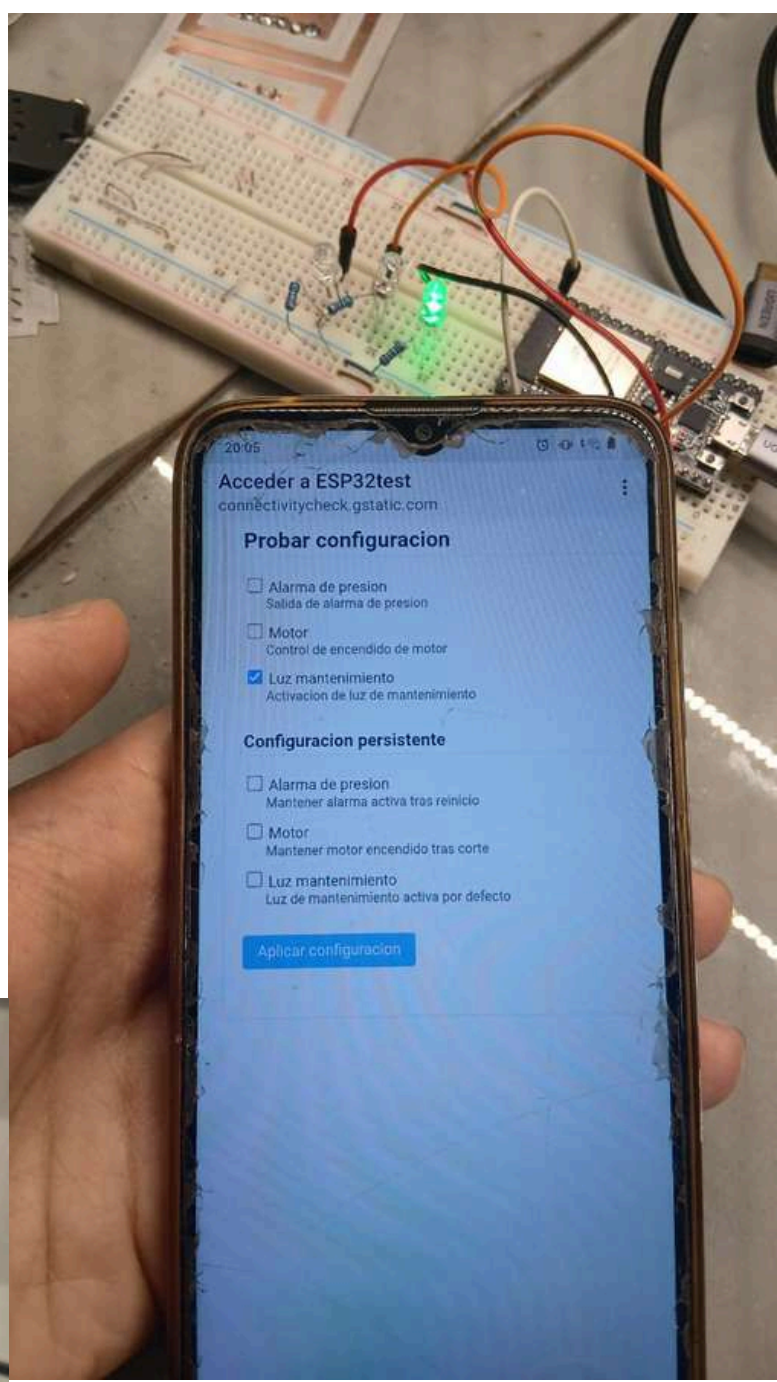 20:05
Acceder a ESP32test
connectivitycheck.gstatic.com
Probar configuracion
Alarma de presion
Salida de alarma de presion
Motor
Control de encendido de motor
Luz mantenimiento
Activacion de luz de mantenimiento
Configuracion persistente
Alarma de presion
Mantener alarma activa tras reinicio
Motor
Mantener motor encendido tras corte
Luz mantenimiento
Luz de mantenimiento activa por defecto
Aplicar configuracion